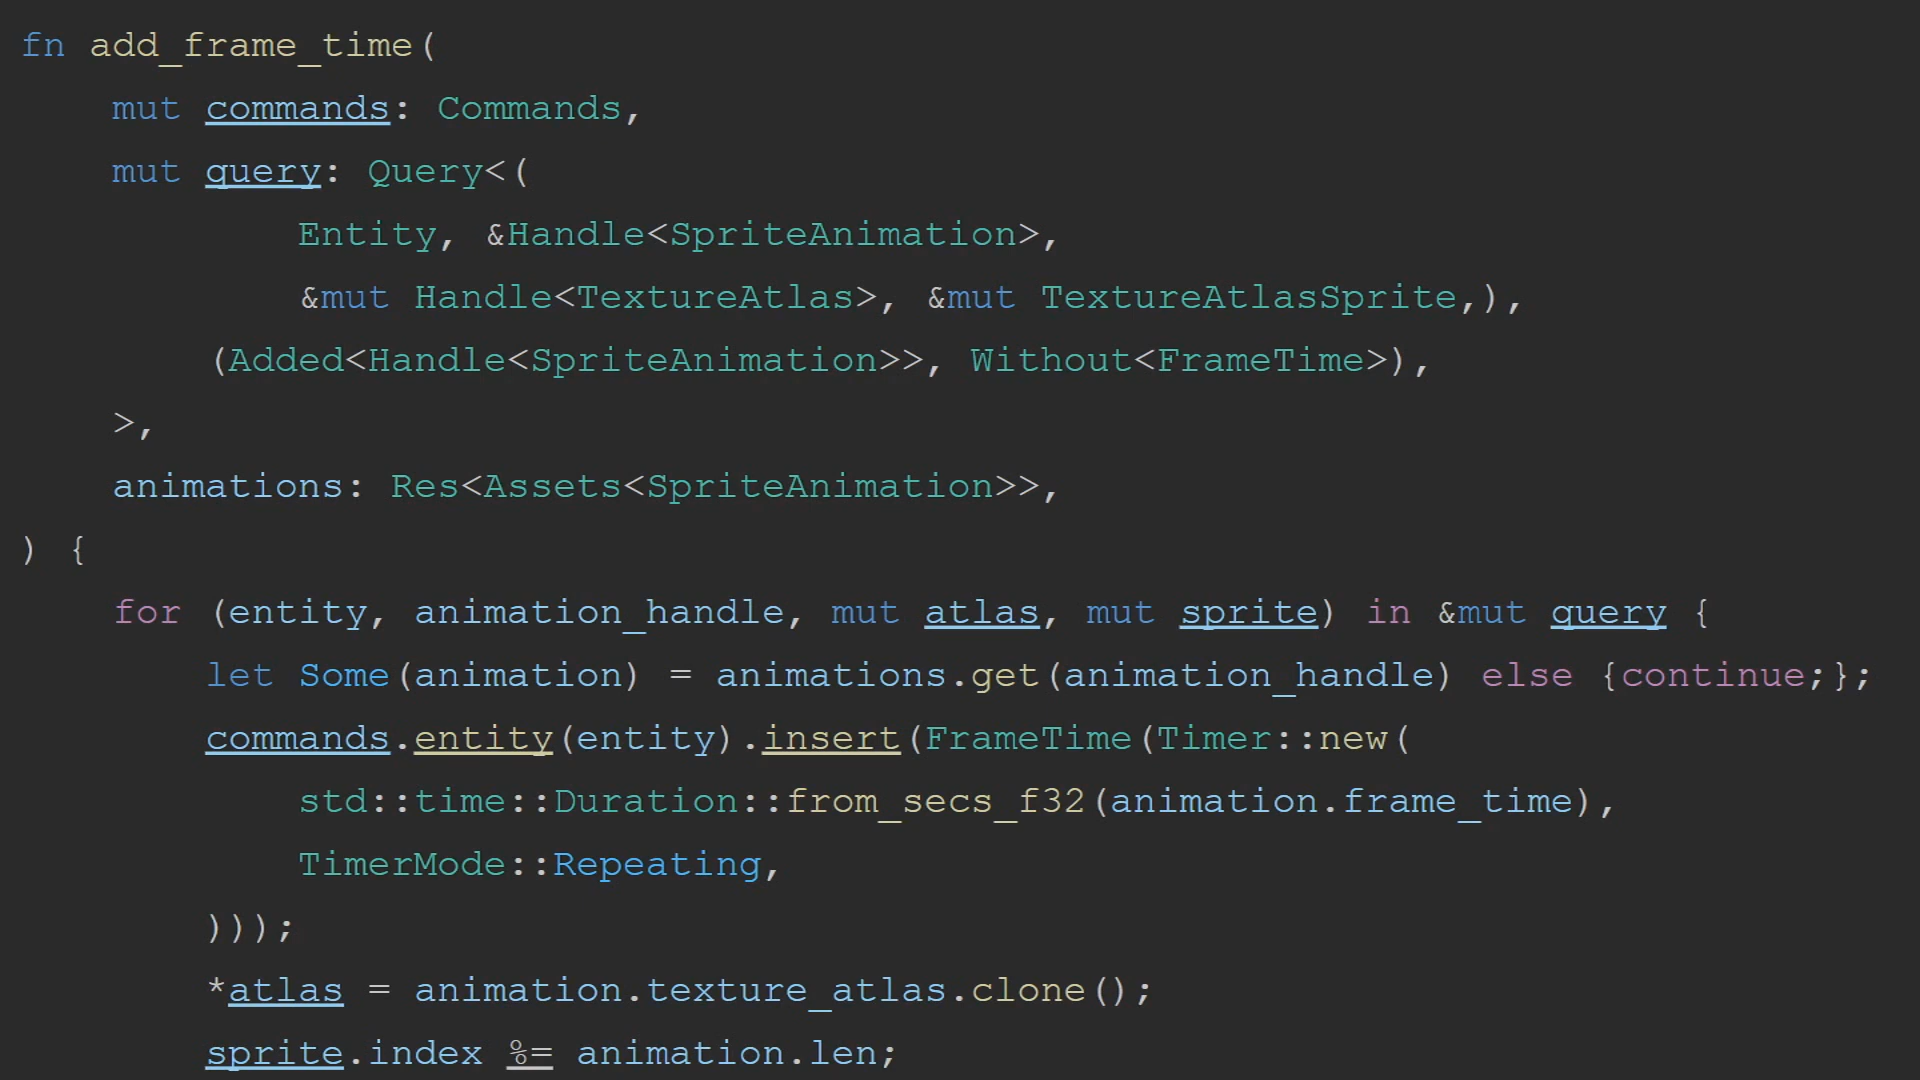 fn add_frame_time(
    mut commands: Commands,
    mut query: Query<(
            Entity, &Handle<SpriteAnimation>,
            &mut Handle<TextureAtlas>, &mut TextureAtlasSprite,),
        (Added<Handle<SpriteAnimation>>, Without<FrameTime>),
    >,
    animations: Res<Assets<SpriteAnimation>>,
) {
    for (entity, animation_handle, mut atlas, mut sprite) in &mut query {
        let Some(animation) = animations.get(animation_handle) else {continue;};
        commands.entity(entity).insert(FrameTime(Timer::new(
            std::time::Duration::from_secs_f32(animation.frame_time),
            TimerMode::Repeating,
        )));
        *atlas = animation.texture_atlas.clone();
        sprite.index %= animation.len;